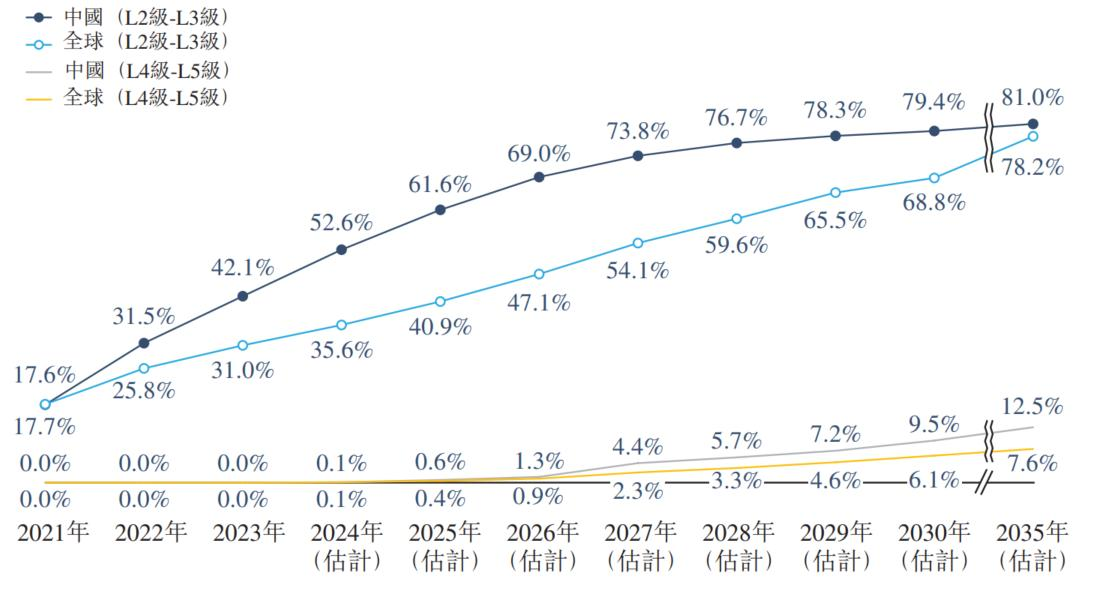 中國（L2級-L3級）
全球（L2級-L3級）
中國（L4級-L5級）
全球（L4級-L5級）
17.6% 31.5% 42.1% 52.6% 61.6% 69.0% 73.8% 76.7% 78.3% 79.4% 81.0%
17.7% 25.8% 31.0% 35.6% 40.9% 47.1% 54.1% 59.6% 65.5% 68.8% 78.2%
0.0% 0.0% 0.0% 0.1% 0.6% 1.3% 4.4% 5.7% 7.2% 9.5% 12.5%
0.0% 0.0% 0.0% 0.1% 0.4% 0.9% 2.3% 3.3% 4.6% 6.1% 7.6%
2021年 2022年 2023年 2024年 2025年 2026年 2027年 2028年 2029年 2030年 2035年
（估計） （估計） （估計） （估計） （估計） （估計） （估計） （估計）